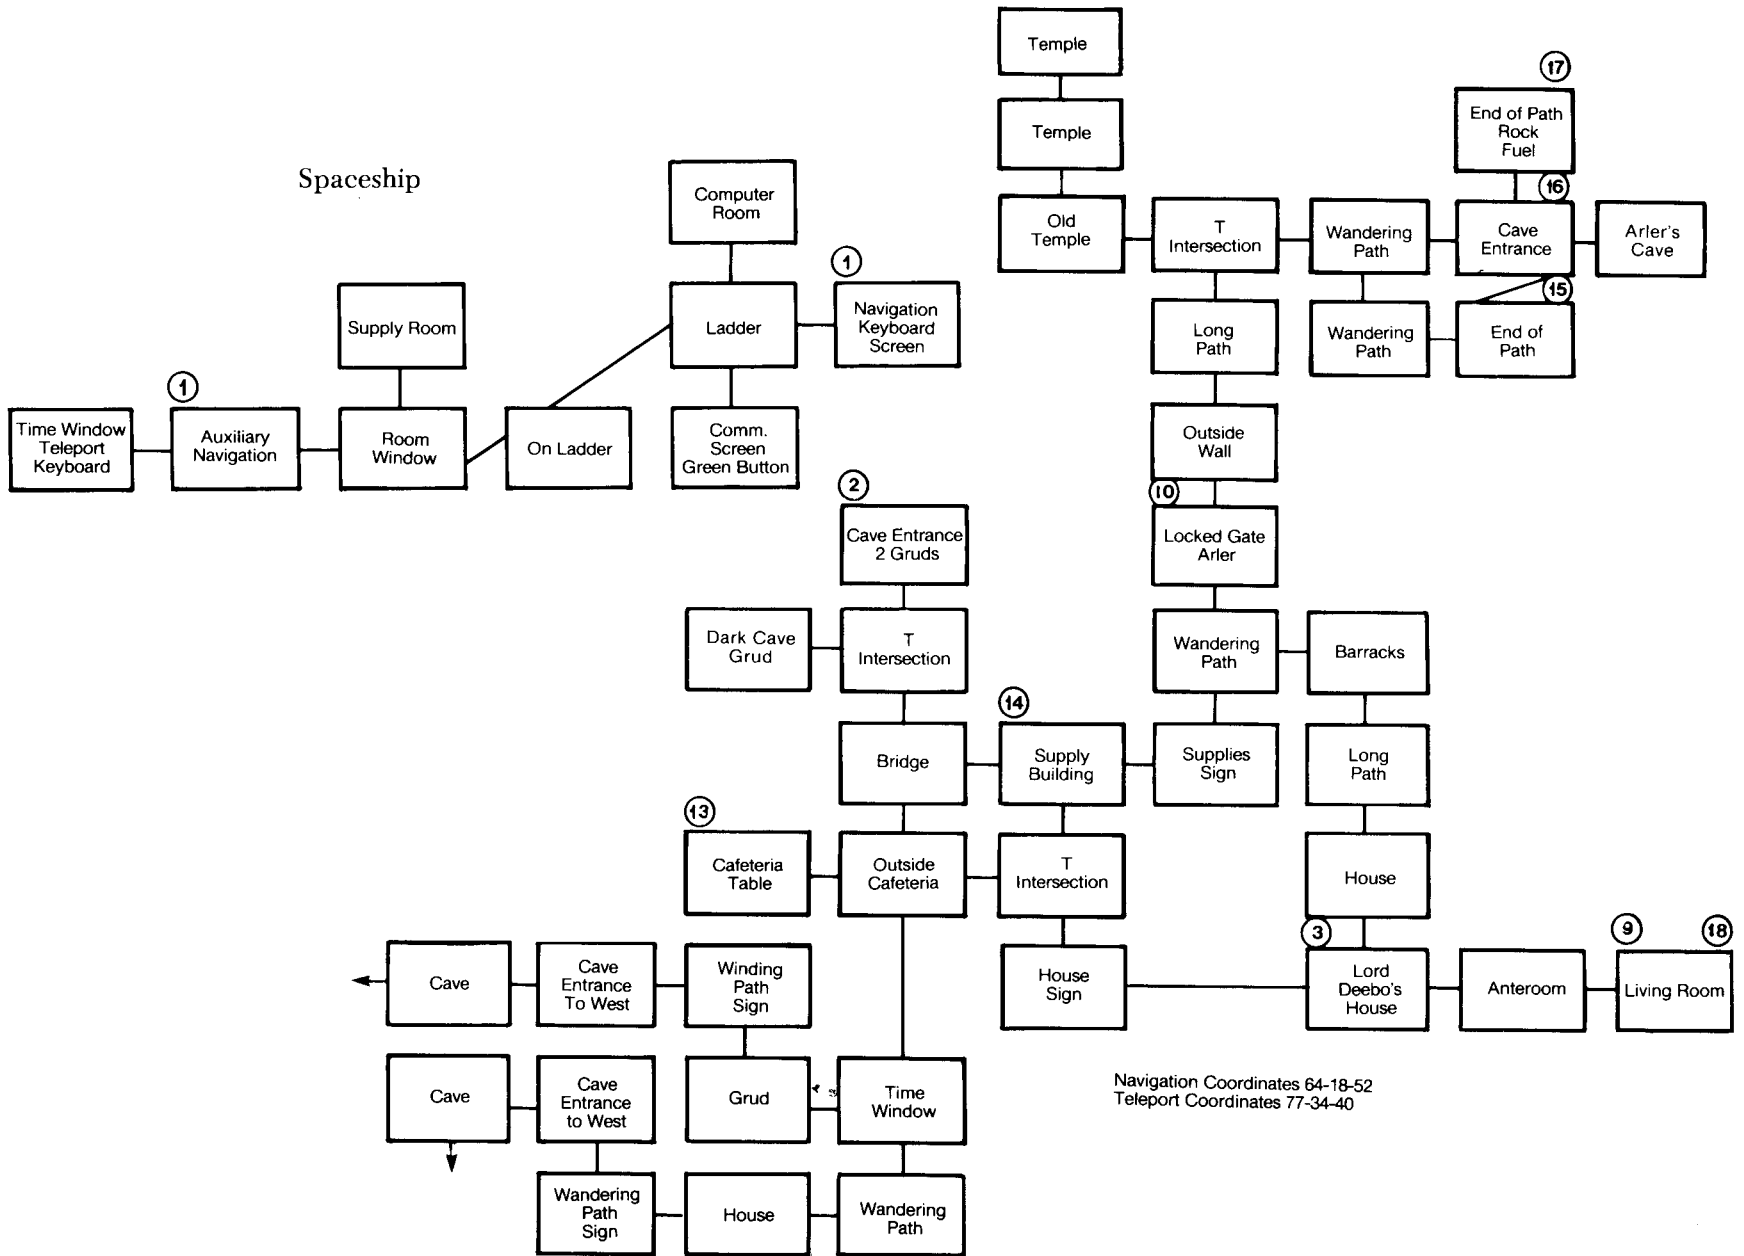 Temple
17
Temple
End of Path
Rock
Fuel
Spaceship
Computer
Room
16
Old
Temple
T
Intersection
Wandering
Path
Cave
Entrance
Arler's
Cave
1
Supply Room
Ladder
Navigation
Keyboard
Screen
15
Long
Path
Wandering
Path
End of
Path
1
Time Window
Teleport
Keyboard
Auxiliary
Navigation
Room
Window
On Ladder
Comm.
Screen
Green Button
Outside
Wall
2
10
Cave Entrance
2 Gruds
Locked Gate
Arler
Dark Cave
Grud
T
Intersection
Wandering
Path
Barracks
14
Bridge
Supply
Building
Supplies
Sign
Long
Path
13
Cafeteria
Table
Outside
Cafeteria
T
Intersection
House
3
9
18
Cave
Cave
Entrance
To West
Winding
Path
Sign
House
Sign
Lord
Deebo's
House
Anteroom
Living Room
Cave
Cave
Entrance
to West
Grud
Time
Window
Navigation Coordinates 64-18-52
Teleport Coordinates 77-34-40
Wandering
Path
Sign
House
Wandering
Path